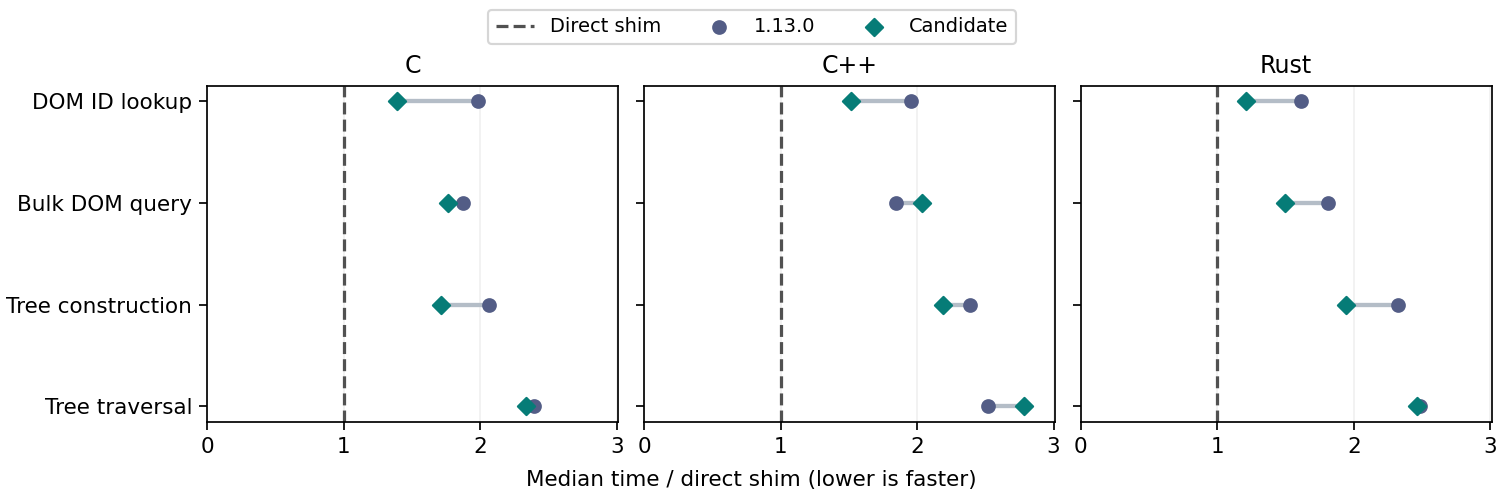 Direct shim 1.13.0 Candidate
C C++ Rust
DOM ID lookup
Bulk DOM query
Tree construction
Tree traversal
0 1 2 3 0 1 2 3 0 1 2 3
Median time / direct shim (lower is faster)